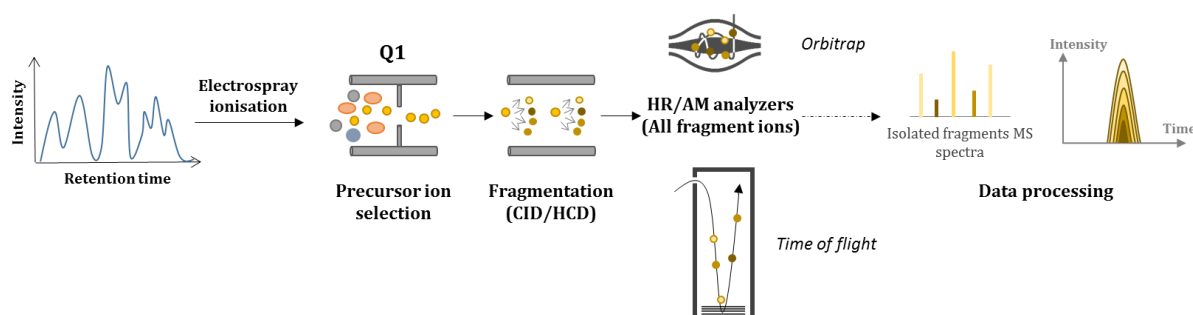 Intensity
Retention time
Electrospray
ionisation
Q1
Precursor ion
selection
Fragmentation
(CID/HCD)
Orbitrap
HR/AM analyzers
(All fragment ions)
Time of flight
Isolated fragments MS
spectra
Intensity
Time
Data processing